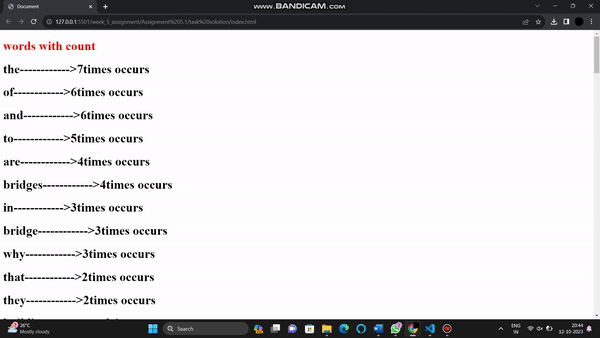 Document
www.BANDICAM.com
127.0.0.1:5501/week_5_assignment/Assignment%205.1/task%20solution/index.html
words with count
the------------>7times occurs
of------------>6times occurs
and------------>6times occurs
to------------>5times occurs
are------------>4times occurs
bridges------------>4times occurs
in------------>3times occurs
bridge------------>3times occurs
why------------>3times occurs
that------------>2times occurs
they------------>2times occurs
26°C
Mostly cloudy
Search
ENG
IN
20:44
12-10-2023